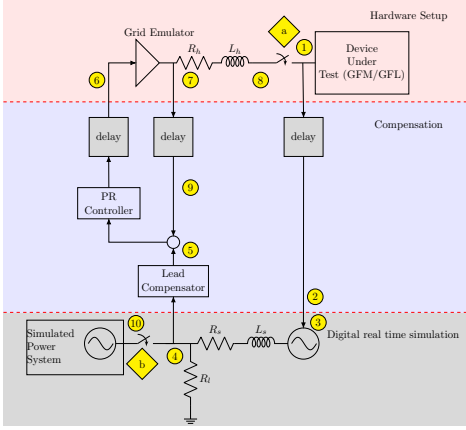 Hardware Setup
Grid Emulator
a
R_h
L_h
1
Device
Under
Test (GFM/GFL)
6
7
8
delay
delay
delay
Compensation
9
PR
Controller
5
Lead
Compensator
2
3
10
Simulated
Power
System
R_s
L_s
Digital real time simulation
b
4
R_l